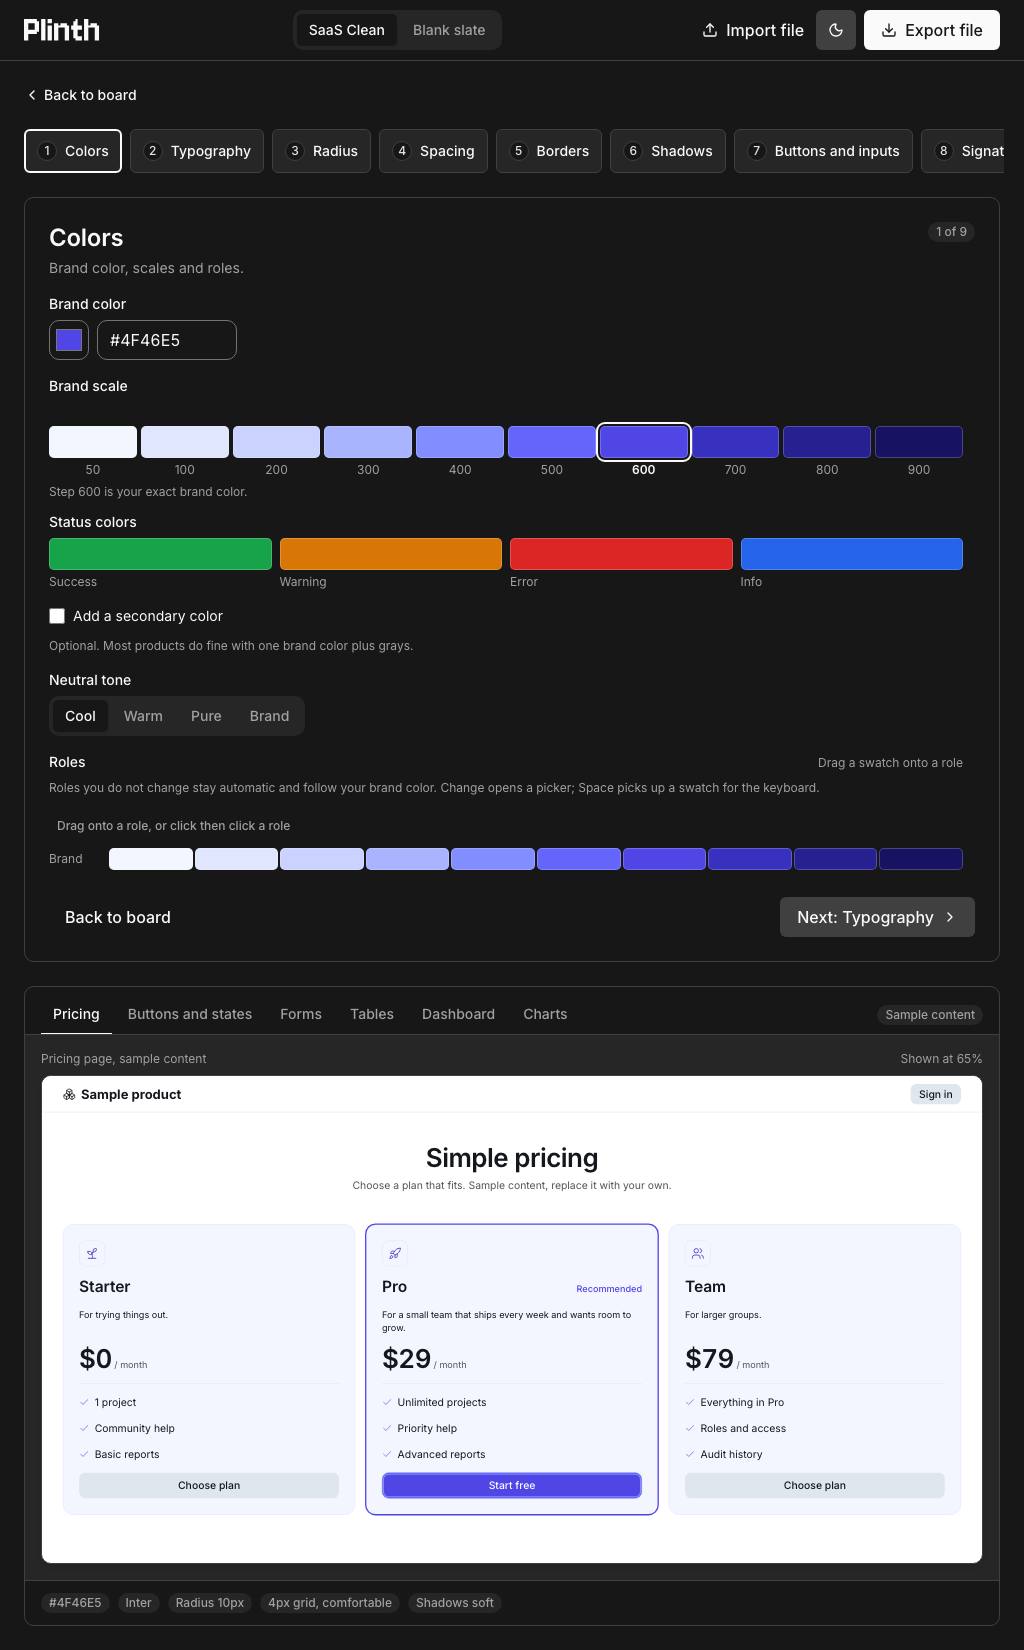 Plinth
SaaS Clean
Blank slate
Import file
Export file
Back to board
1 Colors
2 Typography
3 Radius
4 Spacing
5 Borders
6 Shadows
7 Buttons and inputs
8 Signat
Colors
1 of 9
Brand color, scales and roles.
Brand color
#4F46E5
Brand scale
50 100 200 300 400 500 600 700 800 900
Step 600 is your exact brand color.
Status colors
Success Warning Error Info
Add a secondary color
Optional. Most products do fine with one brand color plus grays.
Neutral tone
Cool Warm Pure Brand
Roles
Drag a swatch onto a role
Roles you do not change stay automatic and follow your brand color. Change opens a picker; Space picks up a swatch for the keyboard.
Drag onto a role, or click then click a role
Brand
Back to board
Next: Typography
Pricing
Buttons and states
Forms
Tables
Dashboard
Charts
Sample content
Pricing page, sample content
Shown at 65%
Sample product
Sign in
Simple pricing
Choose a plan that fits. Sample content, replace it with your own.
Starter
For trying things out.
$0 / month
1 project
Community help
Basic reports
Choose plan
Pro
Recommended
For a small team that ships every week and wants room to
grow.
$29 / month
Unlimited projects
Priority help
Advanced reports
Start free
Team
For larger groups.
$79 / month
Everything in Pro
Roles and access
Audit history
Choose plan
#4F46E5
Inter
Radius 10px
4px grid, comfortable
Shadows soft